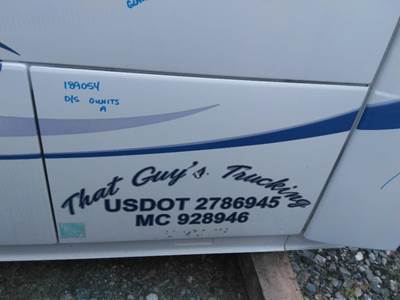 189054
O/S OUNITS
A
That Guy's Trucking
USDOT 2786945
MC 928946